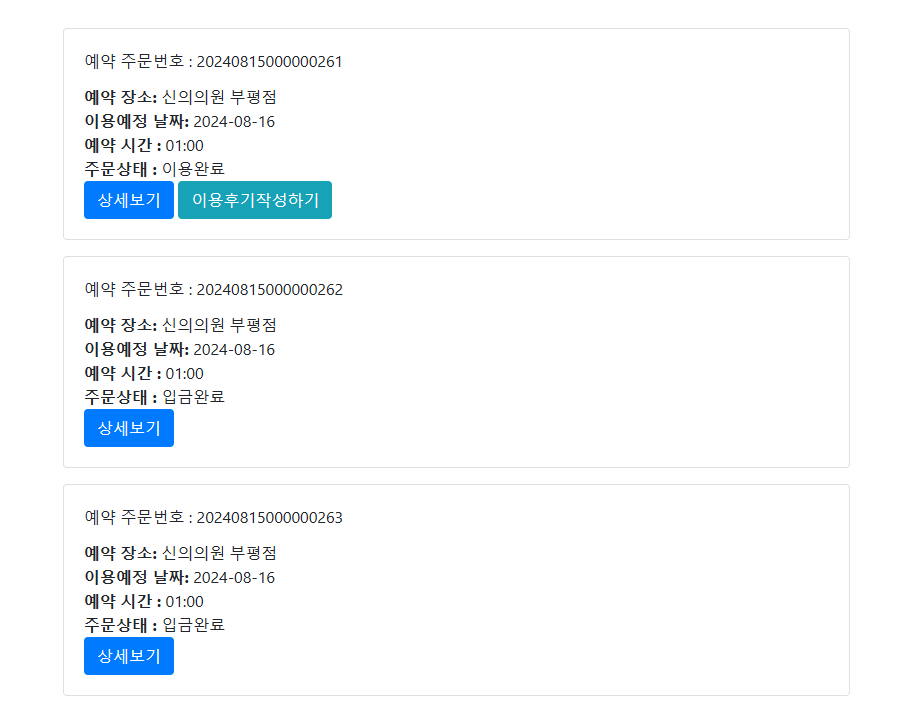 예약 주문번호 : 20240815000000261
예약 장소: 신의의원 부평점
이용예정 날짜: 2024-08-16
예약 시간 : 01:00
주문상태 : 이용완료
상세보기 이용후기작성하기
예약 주문번호 : 20240815000000262
예약 장소: 신의의원 부평점
이용예정 날짜: 2024-08-16
예약 시간 : 01:00
주문상태 : 입금완료
상세보기
예약 주문번호 : 20240815000000263
예약 장소: 신의의원 부평점
이용예정 날짜: 2024-08-16
예약 시간 : 01:00
주문상태 : 입금완료
상세보기